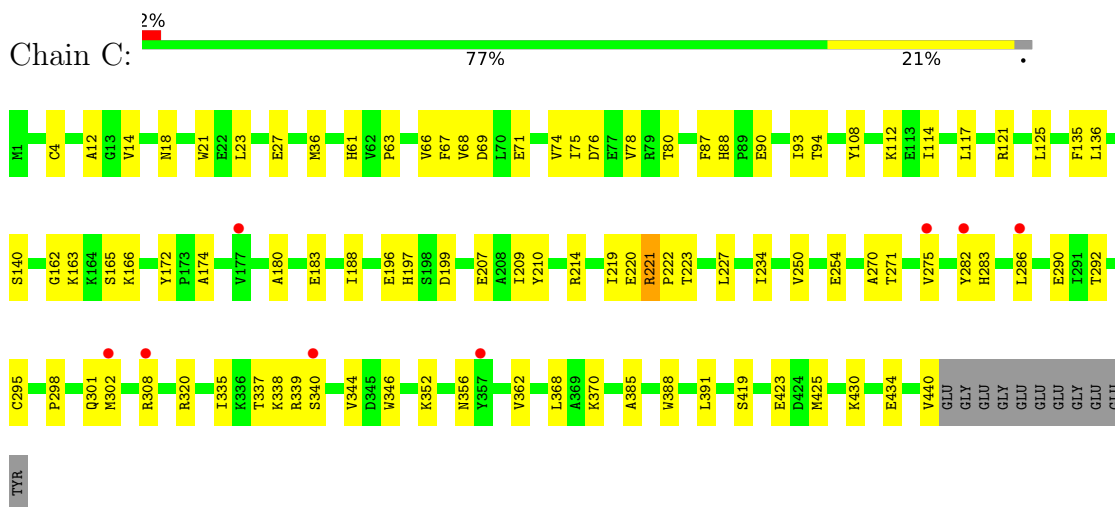 2%
Chain C:
77% 21% •
M1 C4 A12 G13 V14 N18 W21 E22 L23 E27 M36 H61 V62 P63 V66 F67 V68 D69 L70 E71 V74 I75 D76 E77 V78 R79 T80 F87 H88 P89 E90 I93 T94 Y108 K112 E113 I114 L117 R121 L125 F135 L136
S140 G162 K163 K164 S165 K166 Y172 P173 A174 V177 A180 E183 I188 E196 H197 S198 D199 E207 A208 I209 Y210 R214 I219 E220 R221 P222 T223 L227 I234 V250 E254 A270 T271 V275 Y282 H283 L286 E290 I291 T292
C295 P298 Q301 M302 R308 R320 I335 K336 T337 K338 R339 S340 V344 D345 W346 K352 N356 Y357 V362 L368 A369 K370 A385 W388 L391 S419 E423 D424 M425 K430 E434 V440 GLU GLY GLU GLY GLU GLU GLU GLY GLU GLU
TYR